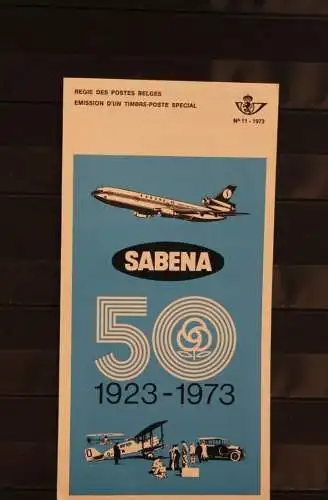 REGIE DES POSTES BELGES
EMISSION D'UN TIMBRE-POSTE SPECIAL
N° 11 - 1973
SABENA
50
1923-1973